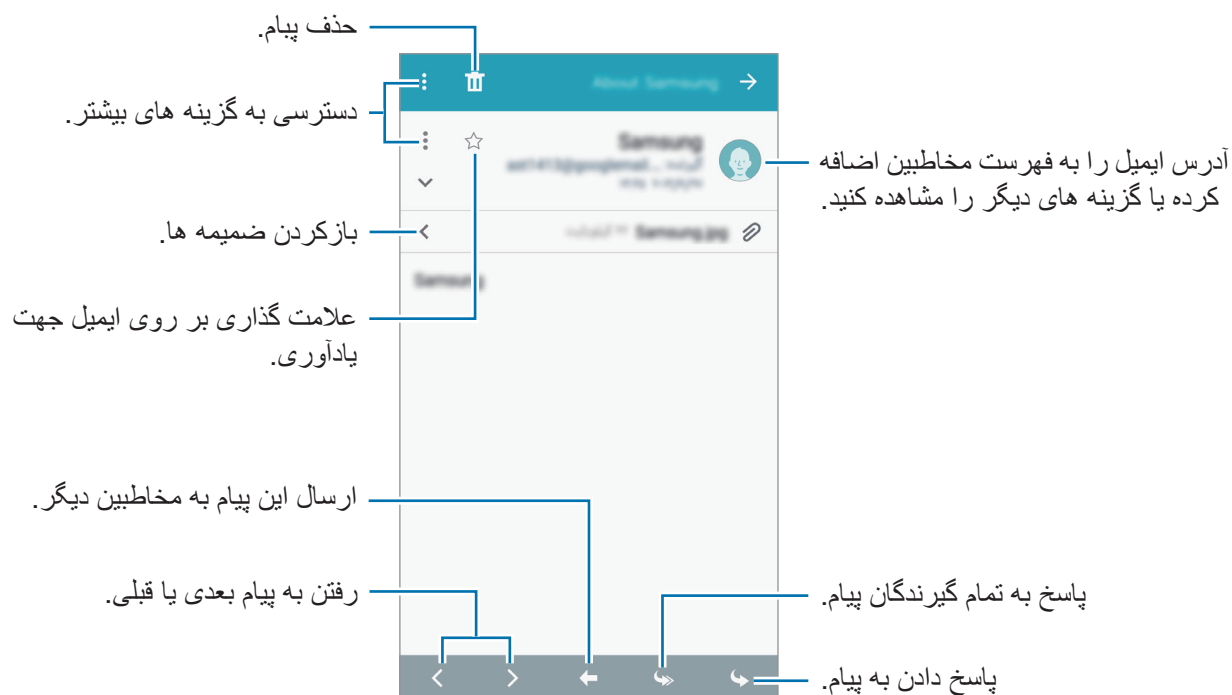 حذف پیام.
About Samsung
دسترسی به گزینه های بیشتر.
Samsung
آدرس ایمیل را به فهرست مخاطبین اضافه
کرده یا گزینه های دیگر را مشاهده کنید.
بازکردن ضمیمه ها.
Samsung.jpg
Samsung
علامت گذاری بر روی ایمیل جهت
یادآوری.
ارسال این پیام به مخاطبین دیگر.
رفتن به پیام بعدی یا قبلی.
پاسخ به تمام گیرندگان پیام.
پاسخ دادن به پیام.